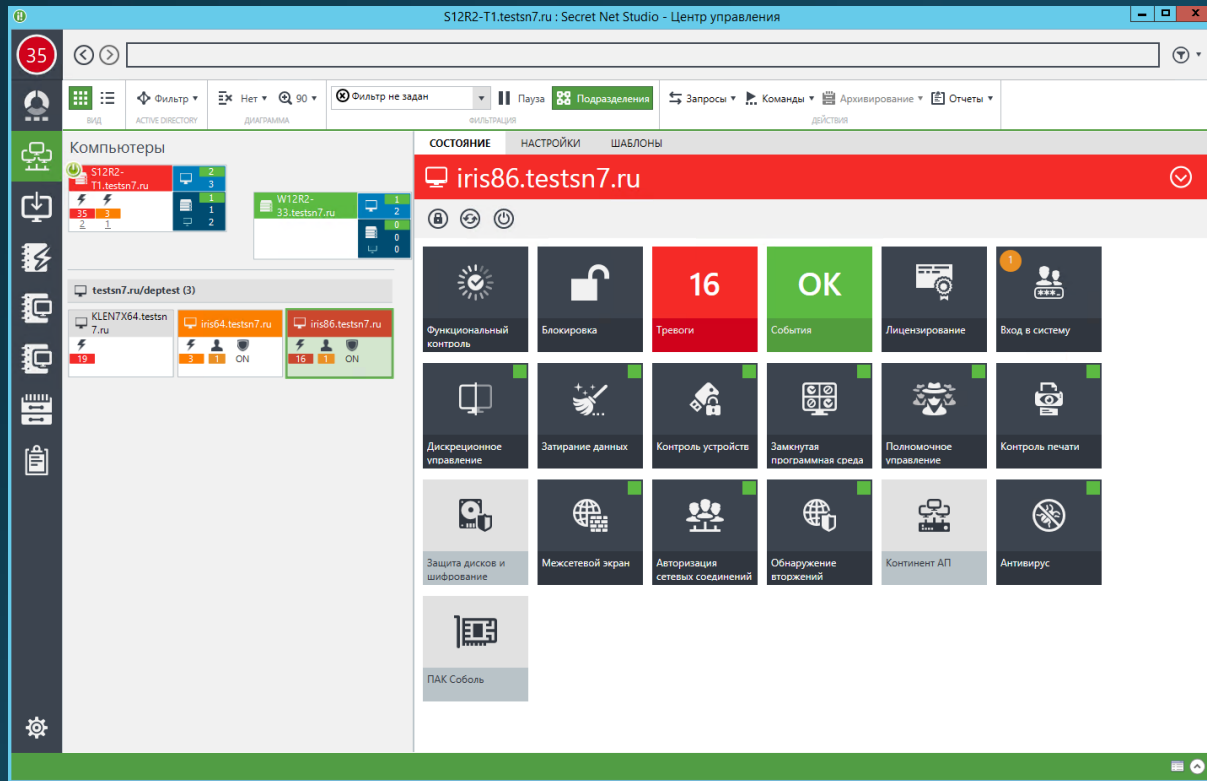 S12R2-T1.testsn7.ru : Secret Net Studio - Центр управления
35
Фильтр
Нет
90
Фильтр не задан
Пауза
Подразделения
Запросы
Команды
Архивирование
Отчеты
ВИД
ACTIVE DIRECTORY
ДИАГРАММА
ФИЛЬТРАЦИЯ
ДЕЙСТВИЯ
Компьютеры
S12R2-
T1.testsn7.ru
2
3
35
3
2
1
1
1
2
W12R2-
33.testsn7.ru
1
2
0
0
0
testsn7.ru/deptest (3)
KLEN7X64.testsn
7.ru
19
iris64.testsn7.ru
3
1
ON
iris86.testsn7.ru
16
1
ON
СОСТОЯНИЕ
НАСТРОЙКИ
ШАБЛОНЫ
iris86.testsn7.ru
Функциональный
контроль
Блокировка
16
Тревоги
OK
События
Лицензирование
1
***_
Вход в систему
Дискреционное
управление
Затирание данных
Контроль устройств
Замкнутая
программная среда
Полномочное
управление
Контроль печати
Защита дисков и
шифрование
Межсетевой экран
Авторизация
сетевых соединений
Обнаружение
вторжений
Континент АП
Антивирус
ПАК Соболь